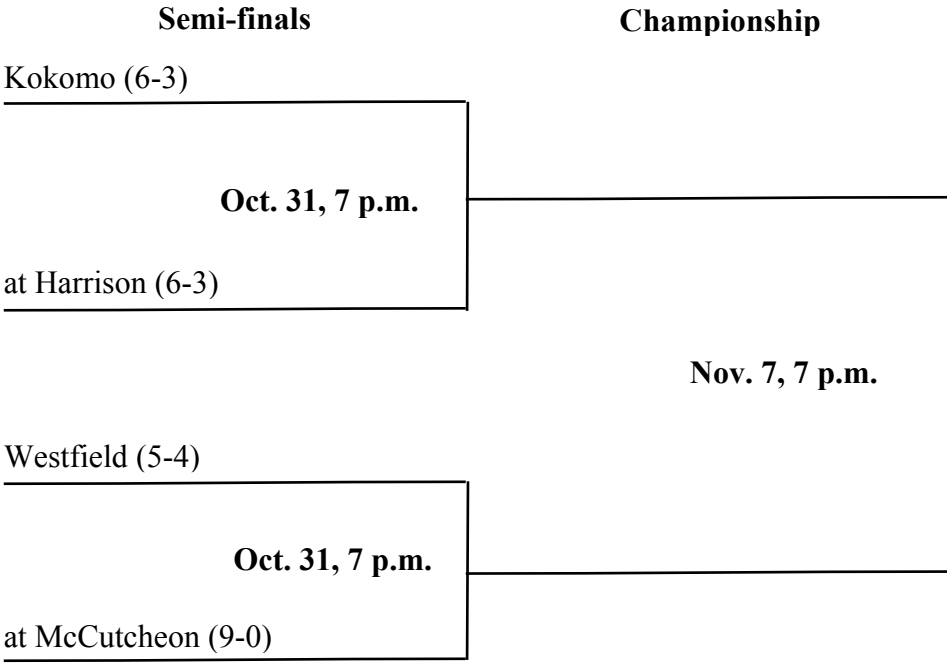 Semi-finals
Championship
Kokomo (6-3)
Oct. 31, 7 p.m.
at Harrison (6-3)
Nov. 7, 7 p.m.
Westfield (5-4)
Oct. 31, 7 p.m.
at McCutcheon (9-0)